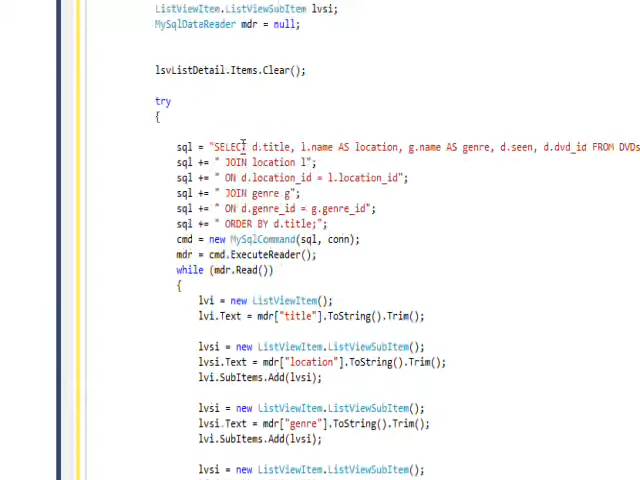 ListViewItem.ListViewSubItem lvsi;
MySqlDataReader mdr = null;
lsvListDetail.Items.Clear();
try
{
sql = "SELECT d.title, l.name AS location, g.name AS genre, d.seen, d.dvd_id FROM DVDs
sql += " JOIN location l";
sql += " ON d.location_id = l.location_id";
sql += " JOIN genre g";
sql += " ON d.genre_id = g.genre_id";
sql += " ORDER BY d.title;";
cmd = new MySqlCommand(sql, conn);
mdr = cmd.ExecuteReader();
while (mdr.Read())
{
lvi = new ListViewItem();
lvi.Text = mdr["title"].ToString().Trim();
lvsi = new ListViewItem.ListViewSubItem();
lvsi.Text = mdr["location"].ToString().Trim();
lvi.SubItems.Add(lvsi);
lvsi = new ListViewItem.ListViewSubItem();
lvsi.Text = mdr["genre"].ToString().Trim();
lvi.SubItems.Add(lvsi);
lvsi = new ListViewItem.ListViewSubItem();